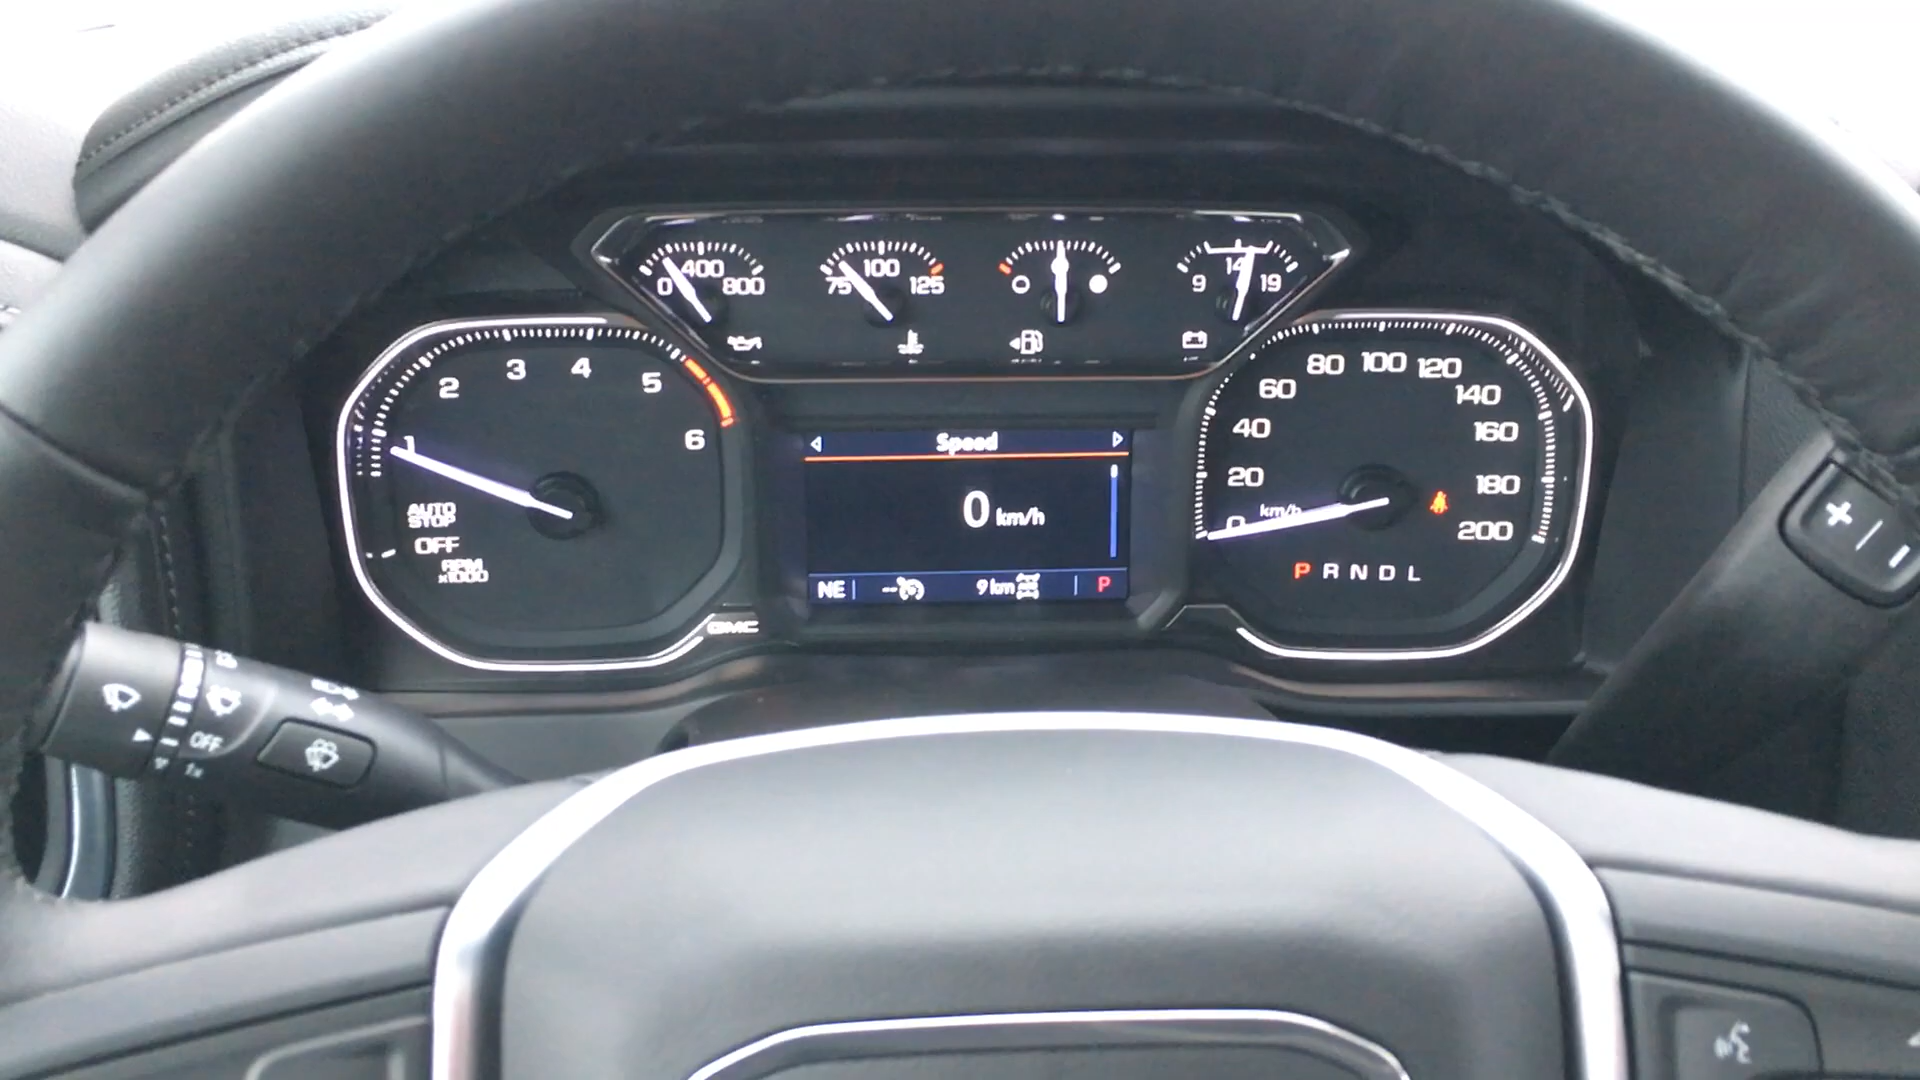 400
0 800
100
75 125
14
9 19
1 2 3 4 5 6
AUTO
STOP
OFF
RPM
x1000
GMC
Speed
0 km/h
NE -- 9 km P
0 20 40 60 80 100 120 140 160 180 200
km/h
P R N D L
OFF
1x
+ -